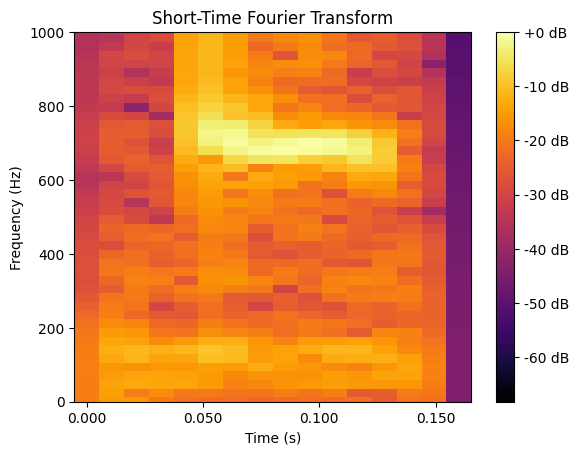 Short-Time Fourier Transform
Frequency (Hz)
1000
800
600
400
200
0
0.000
0.050
0.100
0.150
Time (s)
+0 dB
-10 dB
-20 dB
-30 dB
-40 dB
-50 dB
-60 dB